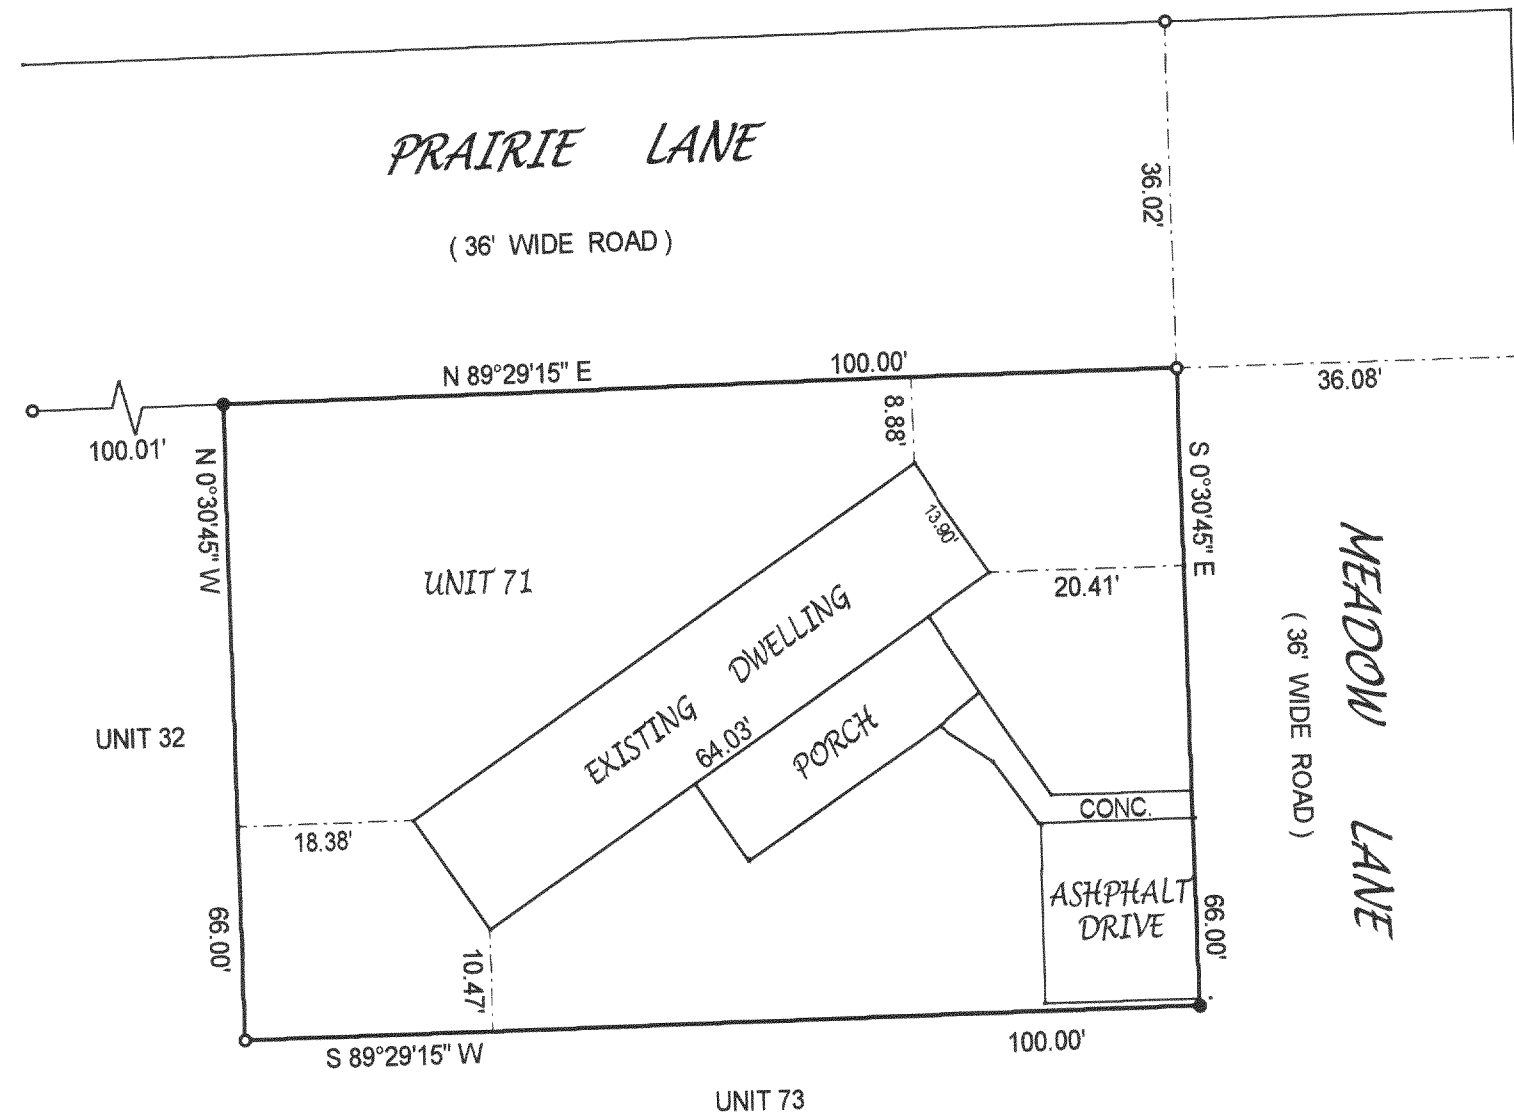 PRAIRIE LANE
( 36' WIDE ROAD )
36.02'
N 89°29'15" E
100.00'
36.08'
100.01'
N 0°30'45" W
8.88'
S 0°30'45" E
13.90'
UNIT 71
20.41'
EXISTING DWELLING
64.03'
PORCH
MEADOW LANE
( 36' WIDE ROAD )
UNIT 32
18.38'
CONC.
ASHPHALT
DRIVE
66.00'
66.00'
10.47'
S 89°29'15" W
100.00'
UNIT 73